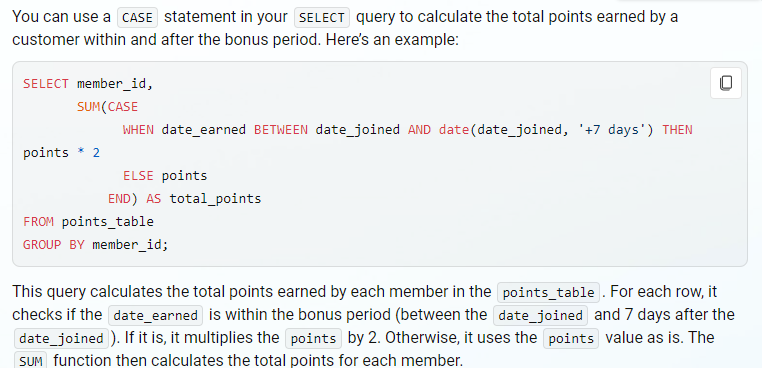 You can use a CASE statement in your SELECT query to calculate the total points earned by a
customer within and after the bonus period. Here’s an example:
SELECT member_id,
SUM(CASE
WHEN date_earned BETWEEN date_joined AND date(date_joined, '+7 days') THEN
points * 2
ELSE points
END) AS total_points
FROM points_table
GROUP BY member_id;
This query calculates the total points earned by each member in the points_table . For each row, it
checks if the date_earned is within the bonus period (between the date_joined and 7 days after the
date_joined ). If it is, it multiplies the points by 2. Otherwise, it uses the points value as is. The
SUM function then calculates the total points for each member.